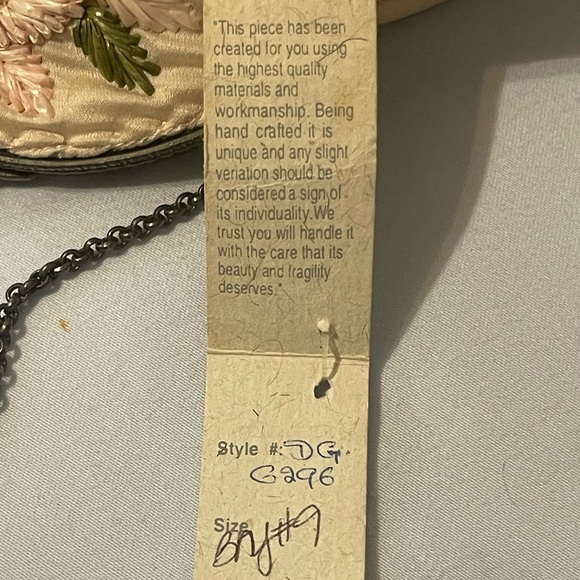 "This piece has been
created for you using
the highest quality
materials and
workmanship. Being
hand crafted it is
unique and any slight
veriation should be
considered a sign of
its individuality. We
trust you will handle it
with the care that its
beauty and fragility
deserves."
Style #: DG.
G296
Size
#9